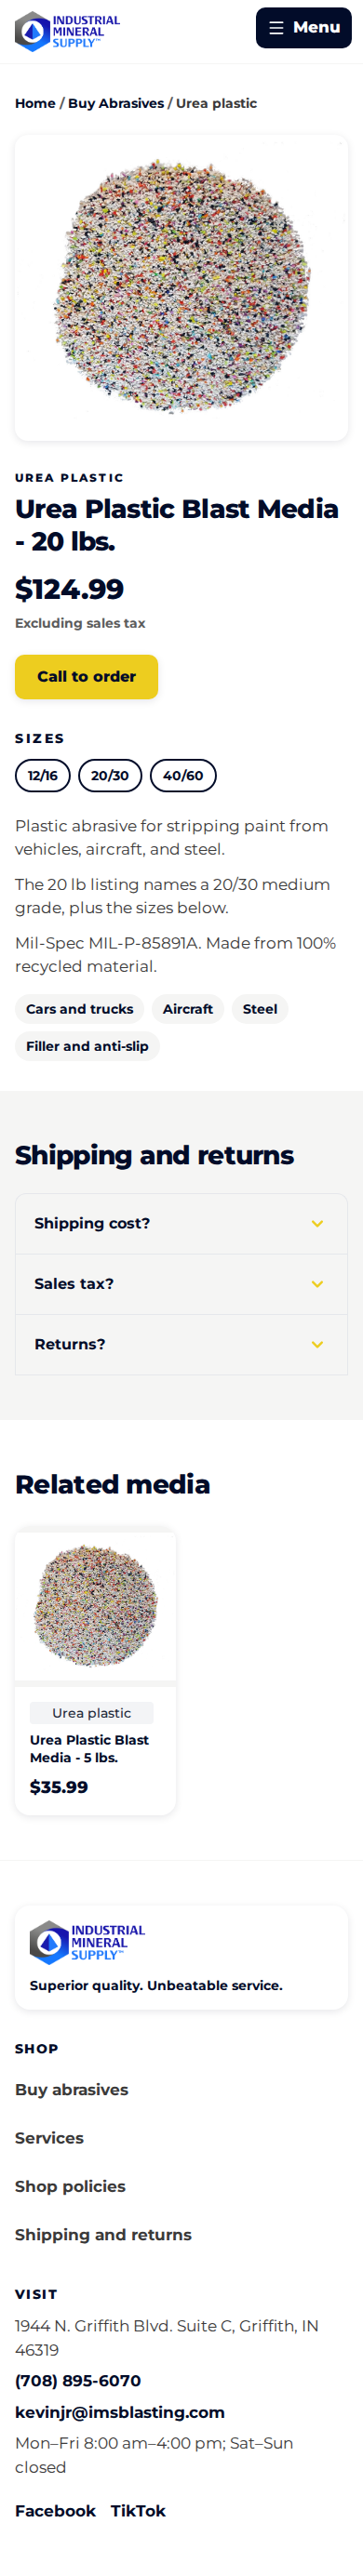 INDUSTRIAL
MINERAL
SUPPLY™
Menu
Home / Buy Abrasives / Urea plastic
UREA PLASTIC
Urea Plastic Blast Media
- 20 lbs.
$124.99
Excluding sales tax
Call to order
SIZES
12/16 20/30 40/60
Plastic abrasive for stripping paint from
vehicles, aircraft, and steel.
The 20 lb listing names a 20/30 medium
grade, plus the sizes below.
Mil-Spec MIL-P-85891A. Made from 100%
recycled material.
Cars and trucks Aircraft Steel
Filler and anti-slip
Shipping and returns
Shipping cost?
Sales tax?
Returns?
Related media
Urea plastic
Urea Plastic Blast
Media - 5 lbs.
$35.99
INDUSTRIAL
MINERAL
SUPPLY™
Superior quality. Unbeatable service.
SHOP
Buy abrasives
Services
Shop policies
Shipping and returns
VISIT
1944 N. Griffith Blvd. Suite C, Griffith, IN
46319
(708) 895-6070
kevinjr@imsblasting.com
Mon–Fri 8:00 am–4:00 pm; Sat–Sun
closed
Facebook TikTok